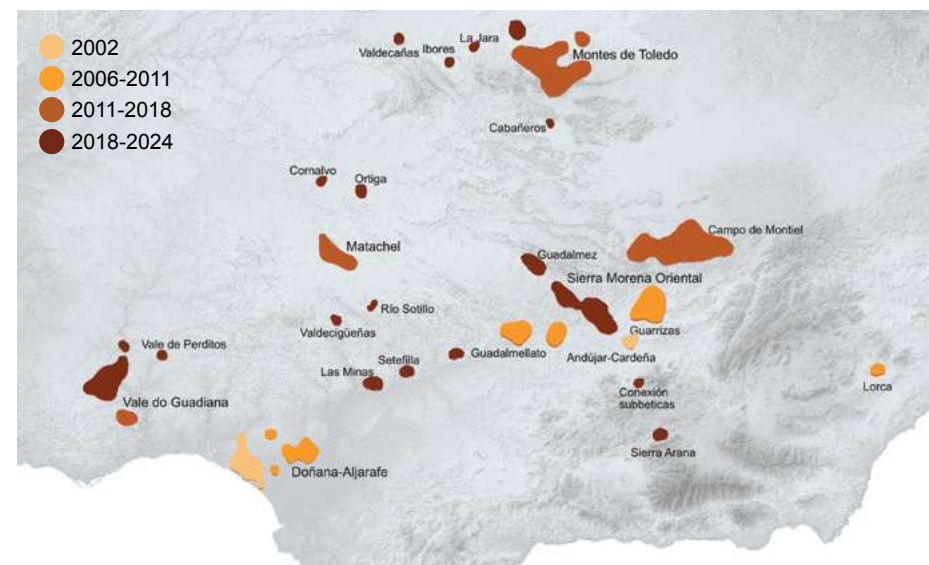 2002
2006-2011
2011-2018
2018-2024
La Jara
Valdecañas
Ibores
Montes de Toledo
Cabañeros
Cornalvo
Ortiga
Campo de Montiel
Matachel
Guadalmez
Sierra Morena Oriental
Río Sotillo
Valdecigüeñas
Guarrizas
Vale de Perditos
Guadalmellato
Andújar-Cardeña
Setefilla
Las Minas
Lorca
Conexión
subbeticas
Vale do Guadiana
Sierra Arana
Doñana-Aljarafe